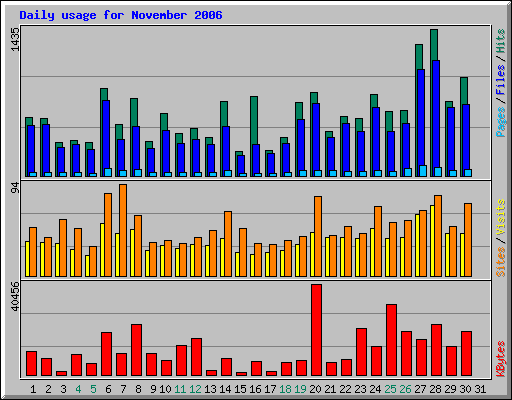 Daily usage for November 2006
1435
Pages / Files / Hits
94
Sites / Visits
40456
KBytes
1 2 3 4 5 6 7 8 9 10 11 12 13 14 15 16 17 18 19 20 21 22 23 24 25 26 27 28 29 30 31